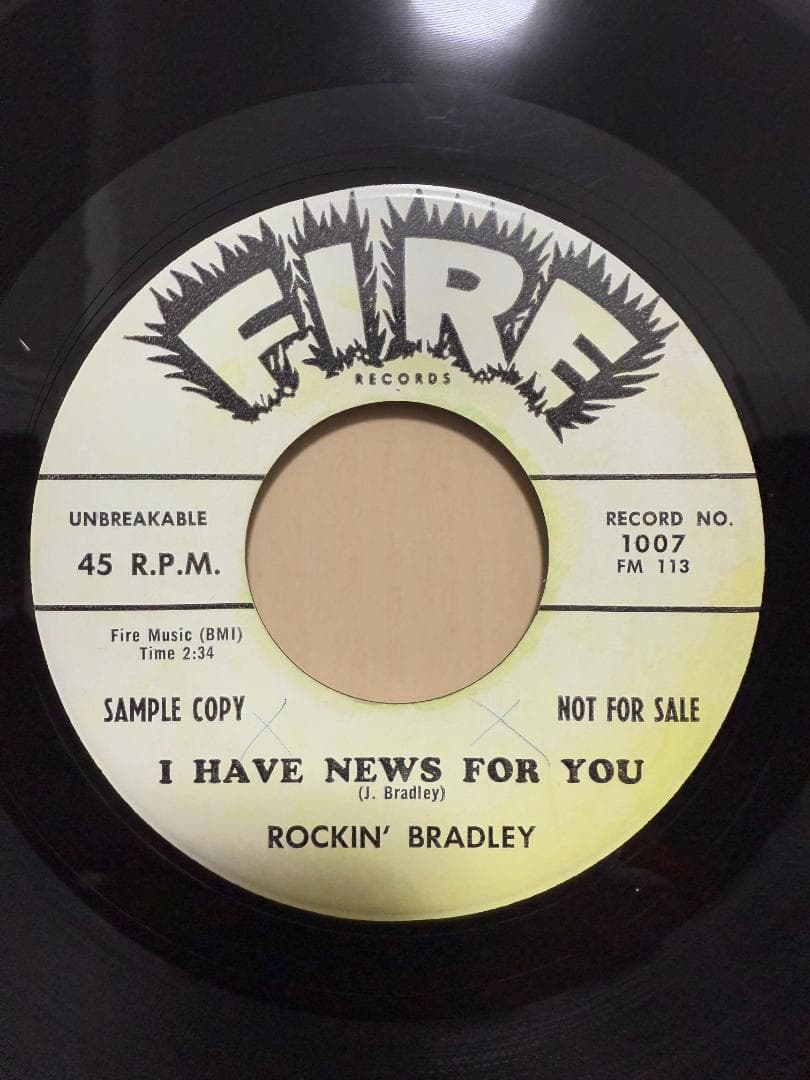 FIRE
RECORDS
UNBREAKABLE
45 R.P.M.
RECORD NO.
1007
FM 113
Fire Music (BMI)
Time 2:34
SAMPLE COPY
NOT FOR SALE
I HAVE NEWS FOR YOU
(J. Bradley)
ROCKIN' BRADLEY